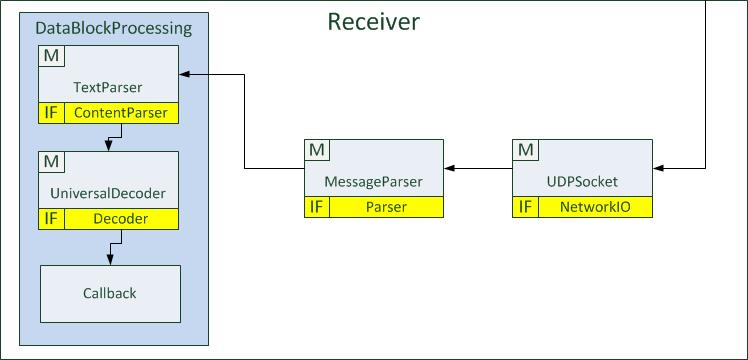 Receiver
DataBlockProcessing
M
TextParser
IF ContentParser
M
UniversalDecoder
IF Decoder
Callback
M
MessageParser
IF Parser
M
UDPSocket
IF NetworkIO